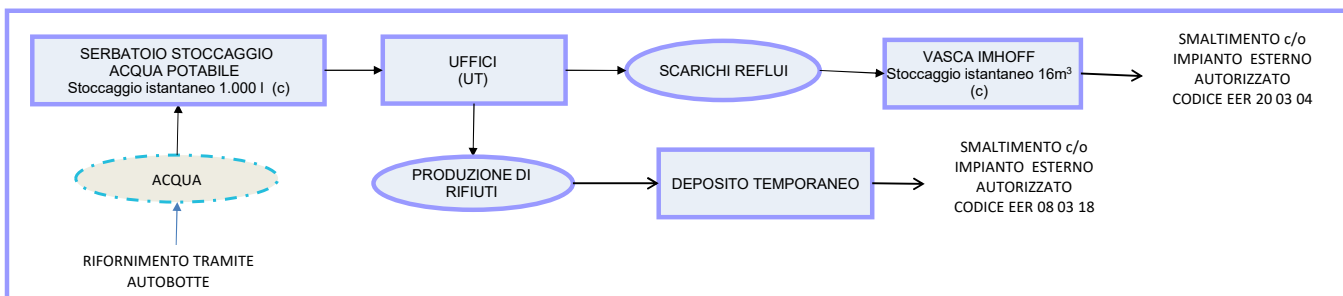 SERBATOIO STOCCAGGIO
ACQUA POTABILE
Stoccaggio istantaneo 1.000 l (c)
UFFICI
(UT)
SCARICHI REFLUI
VASCA IMHOFF
Stoccaggio istantaneo 16m³
(c)
SMALTIMENTO c/o
IMPIANTO ESTERNO
AUTORIZZATO
CODICE EER 20 03 04
ACQUA
PRODUZIONE DI
RIFIUTI
DEPOSITO TEMPORANEO
SMALTIMENTO c/o
IMPIANTO ESTERNO
AUTORIZZATO
CODICE EER 08 03 18
RIFORNIMENTO TRAMITE
AUTOBOTTE